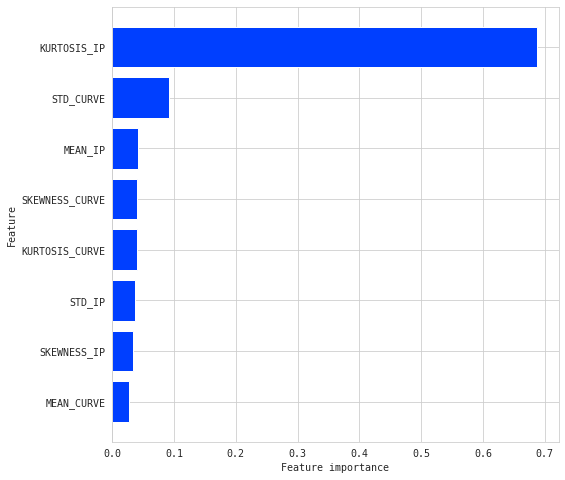 KURTOSIS_IP
STD_CURVE
MEAN_IP
SKEWNESS_CURVE
KURTOSIS_CURVE
STD_IP
SKEWNESS_IP
MEAN_CURVE
Feature
0.0 0.1 0.2 0.3 0.4 0.5 0.6 0.7
Feature importance